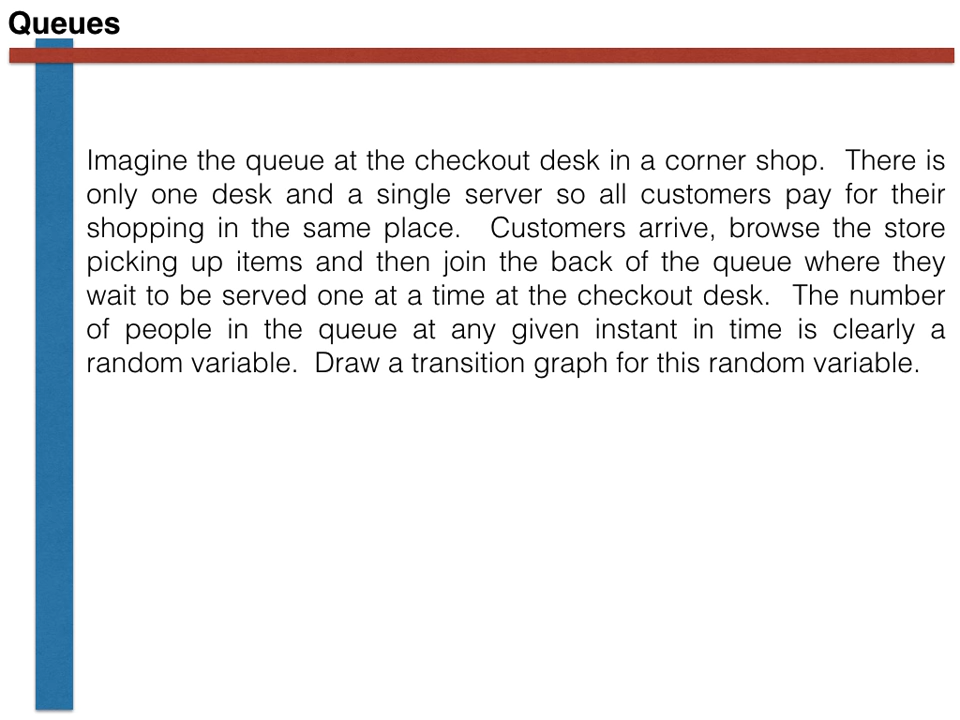 Queues
Imagine the queue at the checkout desk in a corner shop.  There is
only one desk and a single server so all customers pay for their
shopping in the same place.  Customers arrive, browse the store
picking up items and then join the back of the queue where they
wait to be served one at a time at the checkout desk.  The number
of people in the queue at any given instant in time is clearly a
random variable.  Draw a transition graph for this random variable.